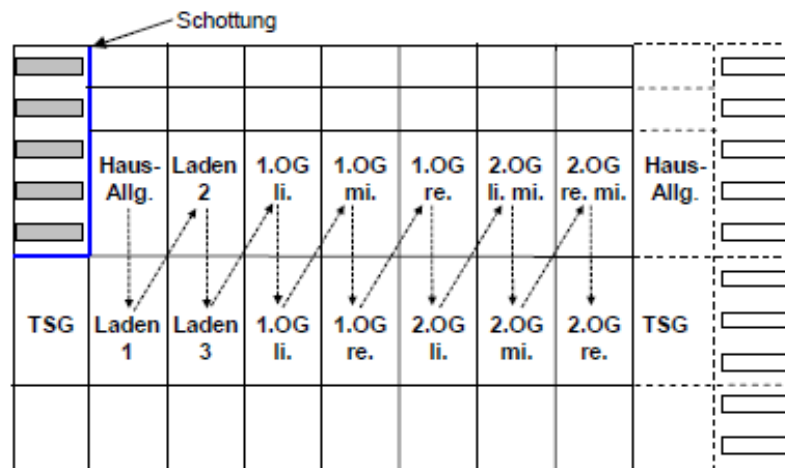 Schottung
Haus-
Allg.
Laden
2
1.OG
li.
1.OG
mi.
1.OG
re.
2.OG
li. mi.
2.OG
re. mi.
Haus-
Allg.
TSG
Laden
1
Laden
3
1.OG
li.
1.OG
re.
2.OG
li.
2.OG
mi.
2.OG
re.
TSG